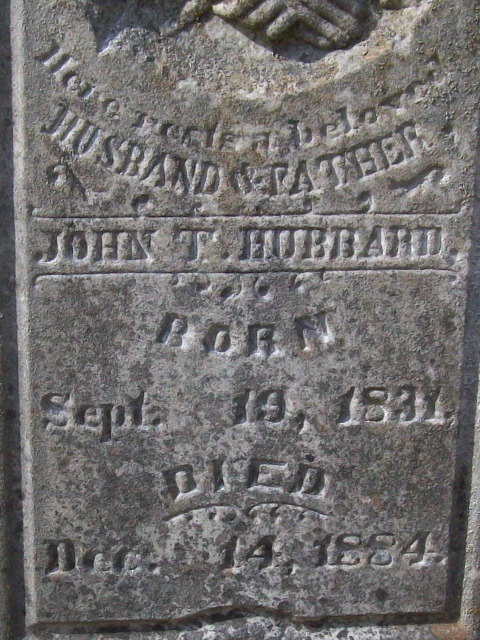 Here rests a beloved
HUSBAND & FATHER
JOHN T. HUBBARD.
BORN
Sept. 19, 1831.
DIED
Dec. 14, 1884.